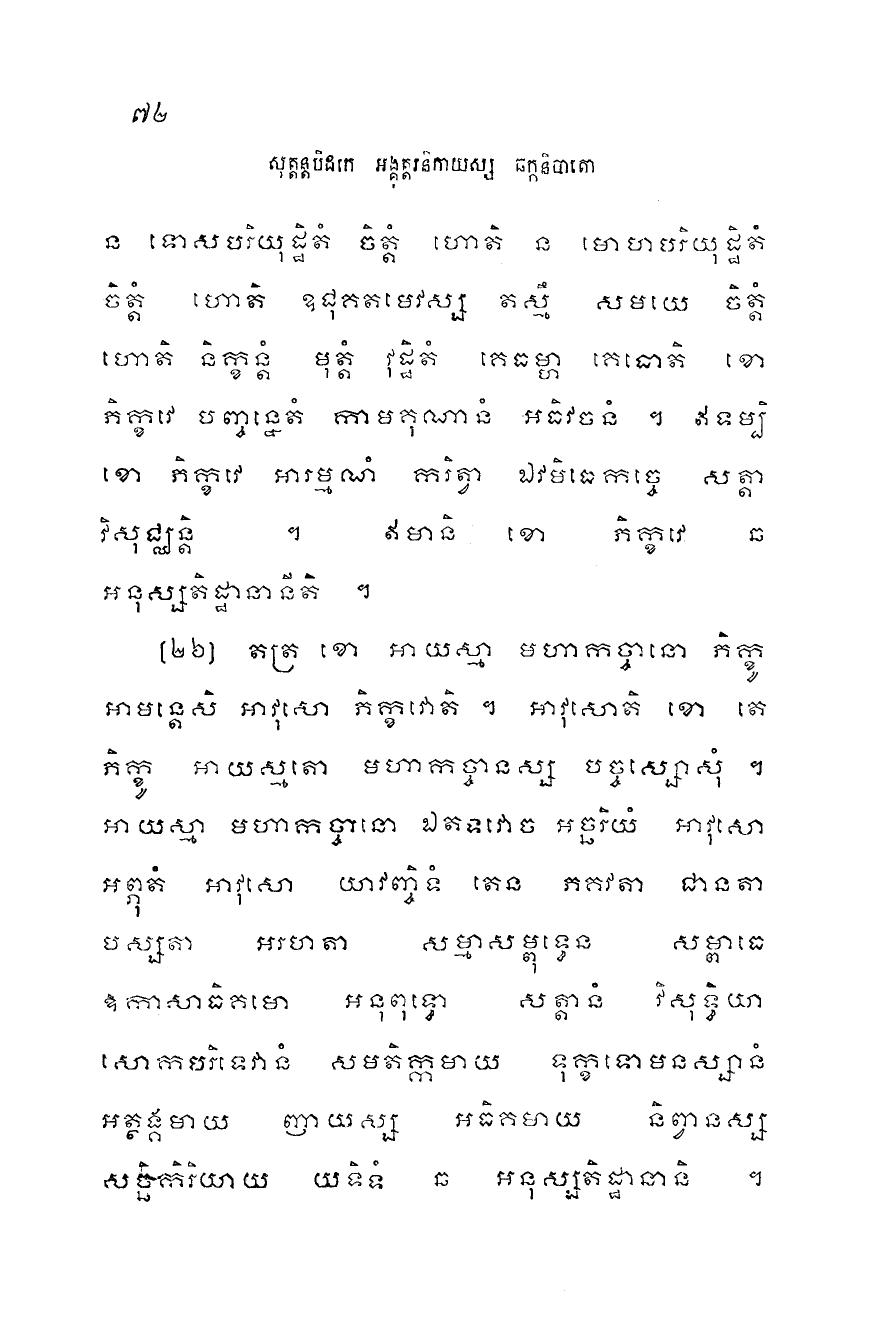 ៧២
សុត្តន្តបិដកេ អង្គុត្តរនិកាយស្ស ឆក្កនិបាតោ
ន ទោសបរិយុដ្ឋិតំ ចិត្តំ ហោតិ ន មោហបរិយុដ្ឋិតំ
ចិត្តំ ហោតិ ឧជុគតមេវស្ស តស្មឹ សមយេ ចិត្តំ
ហោតិ និក្ខន្តំ មុត្តំ វុដ្ឋិតំ គេធម្ហា គេធោតិ ខោ
ភិក្ខវេ បញ្ចន្នេតំ កាមគុណានំ អធិវចនំ ។ ឥទម្បិ
ខោ ភិក្ខវេ អារម្មណំ ករិត្វា ឯវមិធេកច្ចេ សត្តា
វិសុជ្ឈន្តិ ។ ឥមានិ ខោ ភិក្ខវេ ឆ
អនុស្សតិដ្ឋានានីតិ ។
[២៦] តត្រ ខោ អាយស្មា មហាកច្ចានោ ភិក្ខូ
អាមន្តេសិ អាវុសោ ភិក្ខវោតិ ។ អាវុសោតិ ខោ តេ
ភិក្ខូ អាយស្មតោ មហាកច្ចានស្ស បច្ចស្សោសុំ ។
អាយស្មា មហាកច្ចានោ ឯតទវោច អច្ឆរិយំ អាវុសោ
អព្ភុតំ អាវុសោ យាវញ្ចិទំ តេន ភគវតា ជានតា
បស្សតា អរហតា សម្មាសម្ពុទ្ធេន សម្ពាធេ
ឧកាសាធិគមោ អនុពុទ្ធោ សត្តានំ វិសុទ្ធិយា
សោកបរិទេវានំ សមតិក្កមាយ ទុក្ខទោមនស្សានំ
អត្ថង្គមាយ ញាយស្ស អធិគមាយ និព្វានស្ស
សច្ឆិកិរិយាយ យទិទំ ឆ អនុស្សតិដ្ឋានានិ ។